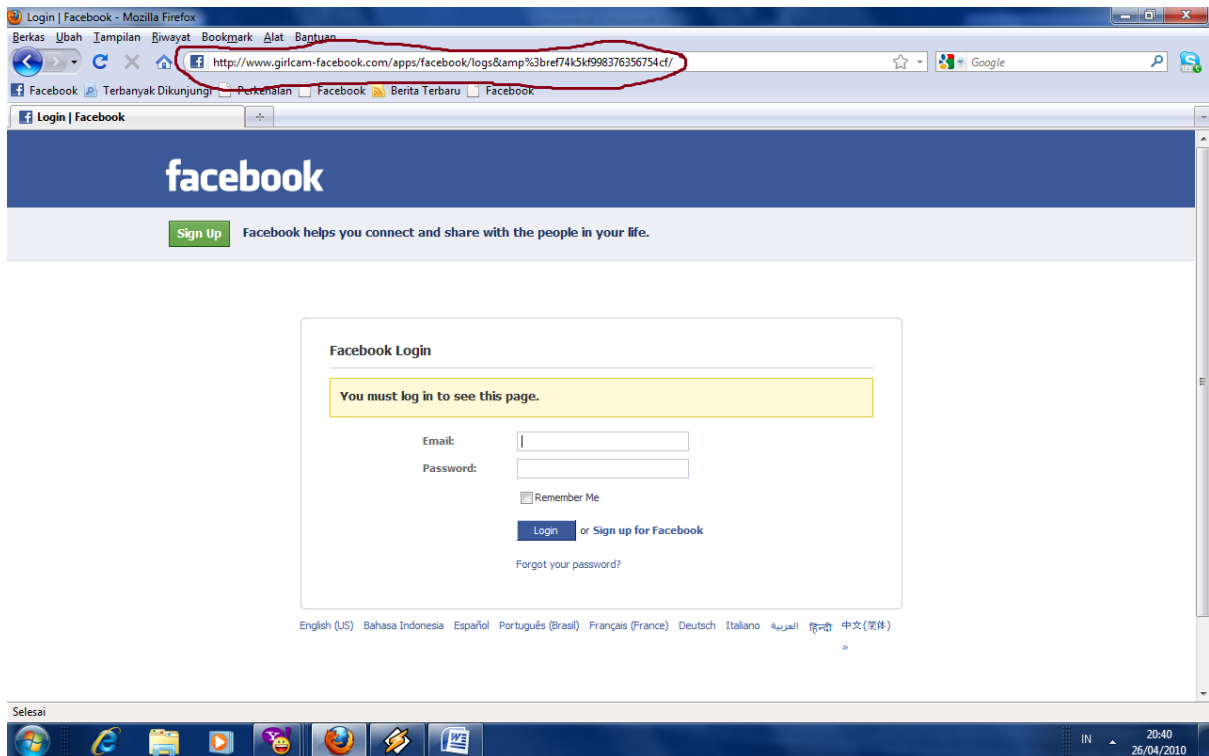 Login | Facebook - Mozilla Firefox
Berkas Ubah Tampilan Riwayat Bookmark Alat Bantuan
http://www.girlcam-facebook.com/apps/facebook/logs&amp%3bref74k5kf998376356754cf/
Google
Facebook Terbanyak Dikunjungi Perkenalan Facebook Berita Terbaru Facebook
Login | Facebook
facebook
Sign Up Facebook helps you connect and share with the people in your life.
Facebook Login
You must log in to see this page.
Email:
Password:
Remember Me
Login or Sign up for Facebook
Forgot your password?
English (US) Bahasa Indonesia Español Português (Brasil) Français (France) Deutsch Italiano العربية हिन्दी 中文(简体)
»
Selesai
IN 20:40
26/04/2010